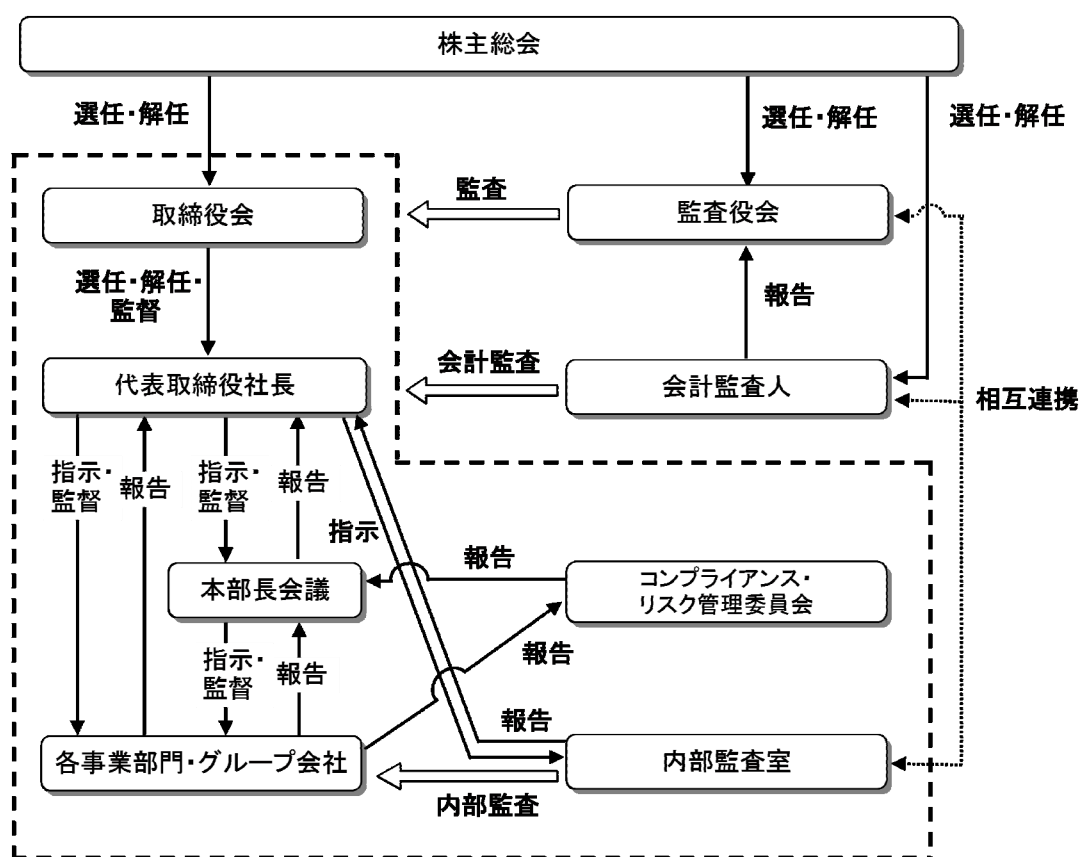 株主総会
選任・解任
選任・解任
選任・解任
取締役会
監査
監査役会
選任・解任・
監督
報告
代表取締役社長
会計監査
会計監査人
相互連携
指示・
監督
報告
指示・
監督
報告
指示
報告
本部長会議
コンプライアンス・
リスク管理委員会
指示・
監督
報告
報告
報告
各事業部門・グループ会社
内部監査室
内部監査